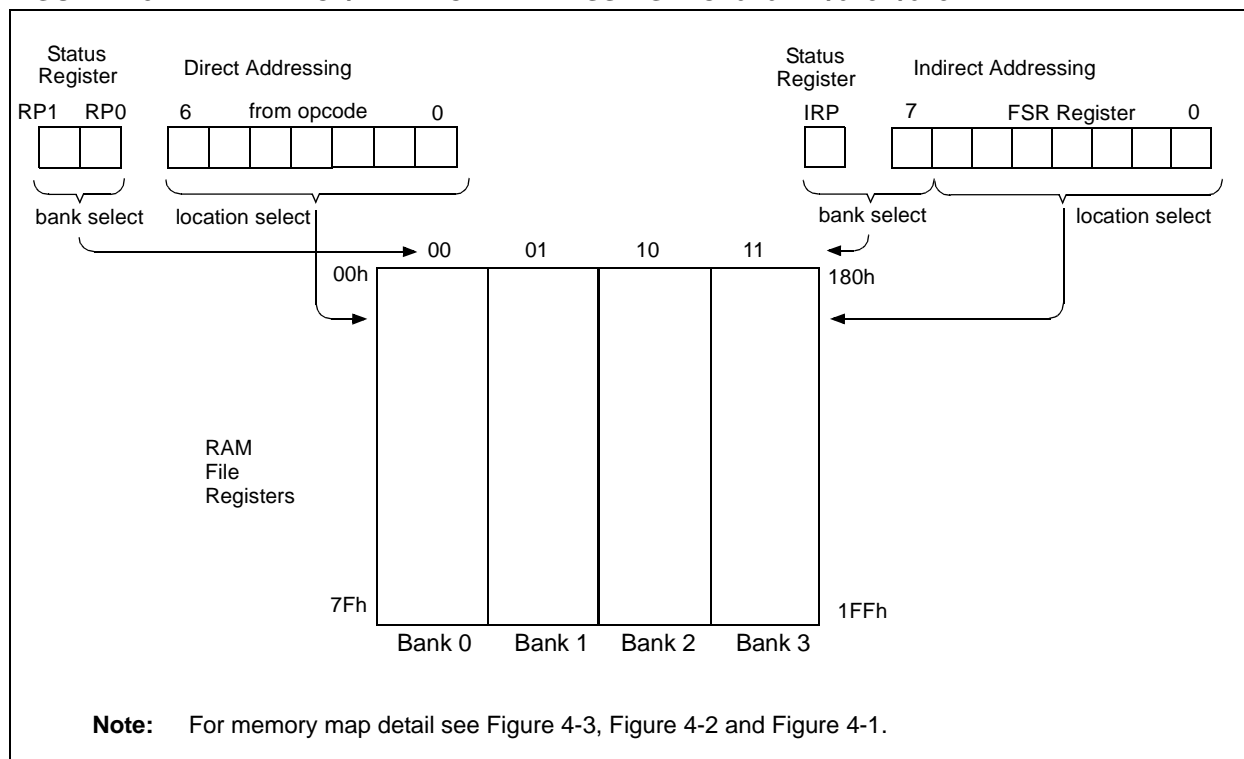 Status
Register
Direct Addressing
Status
Register
Indirect Addressing
RP1 RP0
6 from opcode 0
IRP
7 FSR Register 0
bank select
location select
bank select
location select
00 01 10 11
00h
180h
RAM
File
Registers
7Fh
1FFh
Bank 0 Bank 1 Bank 2 Bank 3
Note: For memory map detail see Figure 4-3, Figure 4-2 and Figure 4-1.